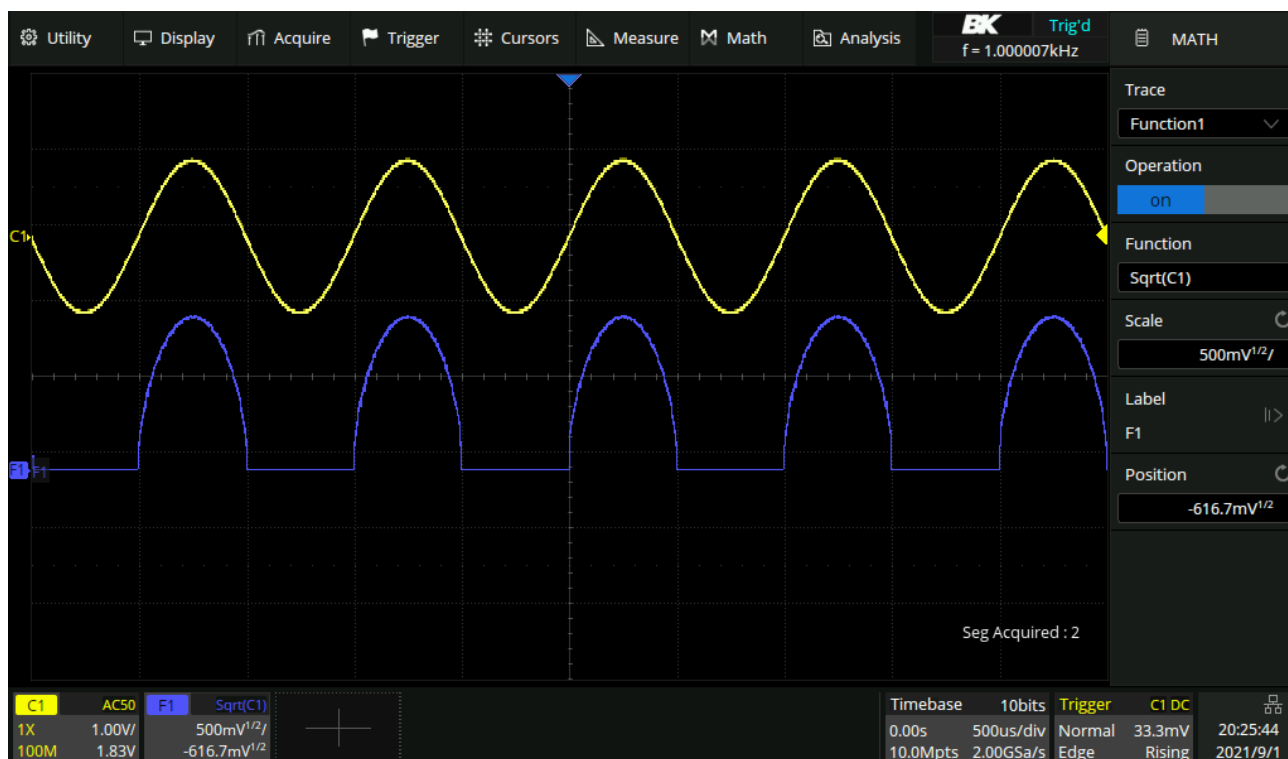 Utility Display Acquire Trigger Cursors Measure Math Analysis BK Trig'd MATH
f = 1.000007kHz
Trace
Function1
Operation
on
C1
Function
Sqrt(C1)
Scale
500mV1/2/
Label
F1
F1 F1
Position
-616.7mV1/2
Seg Acquired : 2
C1 AC50 F1 Sqrt(C1) Timebase 10bits Trigger C1 DC
1X 1.00V/ 500mV1/2/ 0.00s 500us/div Normal 33.3mV 20:25:44
100M 1.83V -616.7mV1/2 10.0Mpts 2.00GSa/s Edge Rising 2021/9/1